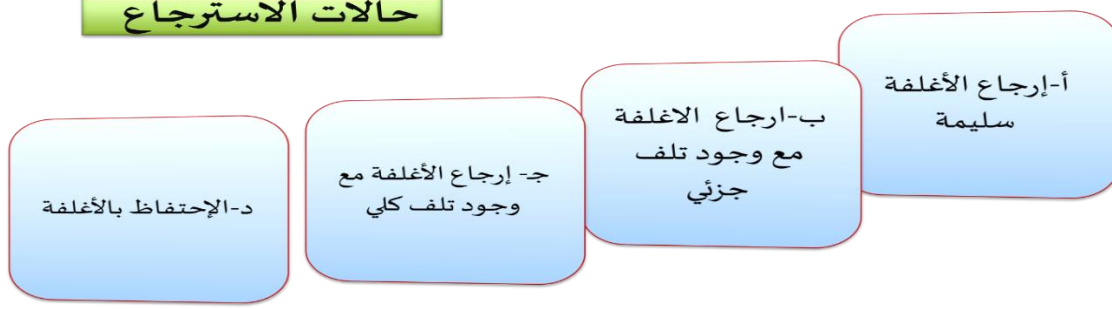 حالات الاسترجاع
أ-إرجاع الأغلفة
سليمة
ب-ارجاع الاغلفة
مع وجود تلف
جزئي
جـ- إرجاع الأغلفة مع
وجود تلف كلي
د-الإحتفاظ بالأغلفة